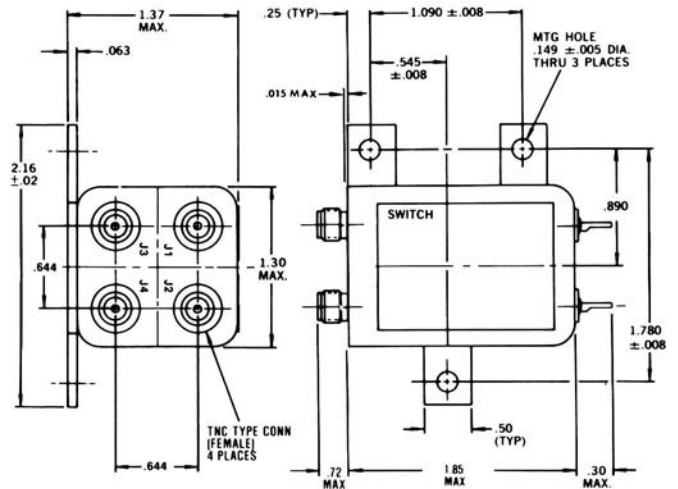 1.37
MAX.
.063
2.16
±.02
.644
J3
J1
J4
J2
1.30
MAX.
TNC TYPE CONN
[FEMALE]
4 PLACES
.644
.25 (TYP)
1.090 ±.008
.545
±.008
.015 MAX
MTG HOLE
.149 ±.005 DIA.
THRU 3 PLACES
SWITCH
.890
1.780
±.008
.50
(TYP)
.72
MAX
1.85
MAX
.30
MAX.